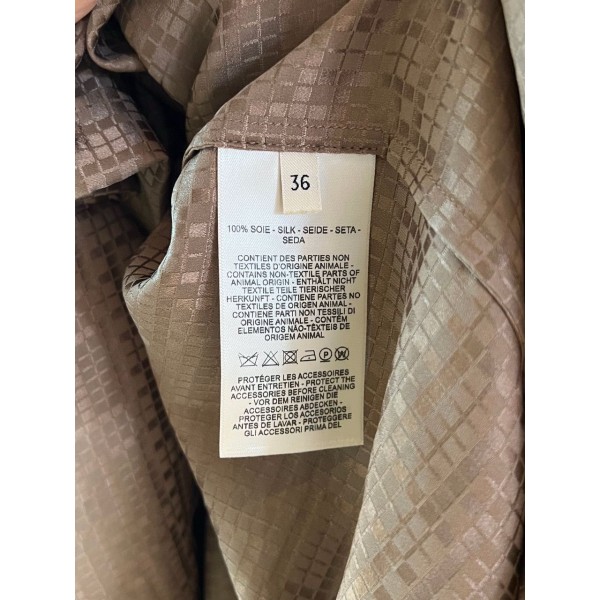 36
100% SOIE - SILK - SEIDE - SETA -
SEDA
CONTIENT DES PARTIES NON
TEXTILES D'ORIGINE ANIMALE -
CONTAINS NON-TEXTILE PARTS OF
ANIMAL ORIGIN - ENTHÄLT NICHT
TEXTILE TEILE TIERISCHER
HERKUNFT - CONTIENE PARTES NO
TEXTILES DE ORIGEN ANIMAL -
CONTIENE PARTI NON TESSILI DI
ORIGINE ANIMALE - CONTÉM
ELEMENTOS NÃO-TÊXTEIS DE
ORIGEM ANIMAL
P W
PROTÉGER LES ACCESSOIRES
AVANT ENTRETIEN - PROTECT THE
ACCESSORIES BEFORE CLEANING
- VOR DEM REINIGEN DIE
ACCESSOIRES ABDECKEN -
PROTEGER LOS ACCESORIOS
ANTES DE LAVAR - PROTEGGERE
GLI ACCESSORI PRIMA DEL